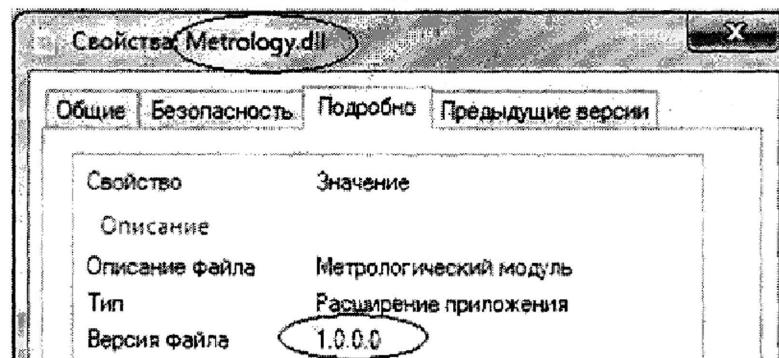 Свойства: Metrology.dll
Общие Безопасность Подробно Предыдущие версии
Свойство Значение
Описание
Описание файла Метрологический модуль
Тип Расширение приложения
Версия файла 1.0.0.0